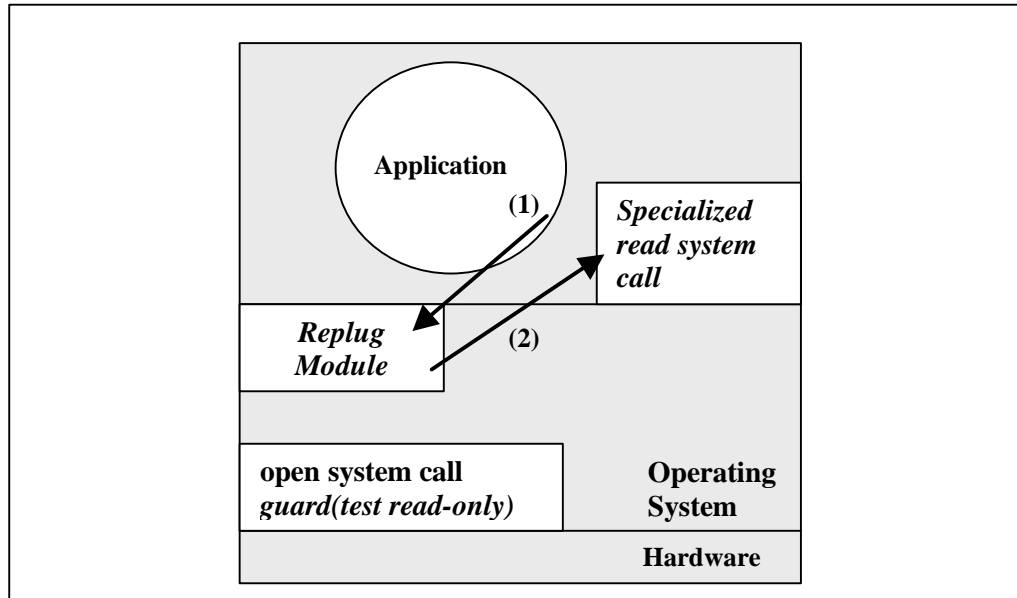 Application
(1)
Specialized
read system
call
Replug
Module
(2)
open system call
guard(test read-only)
Operating
System
Hardware